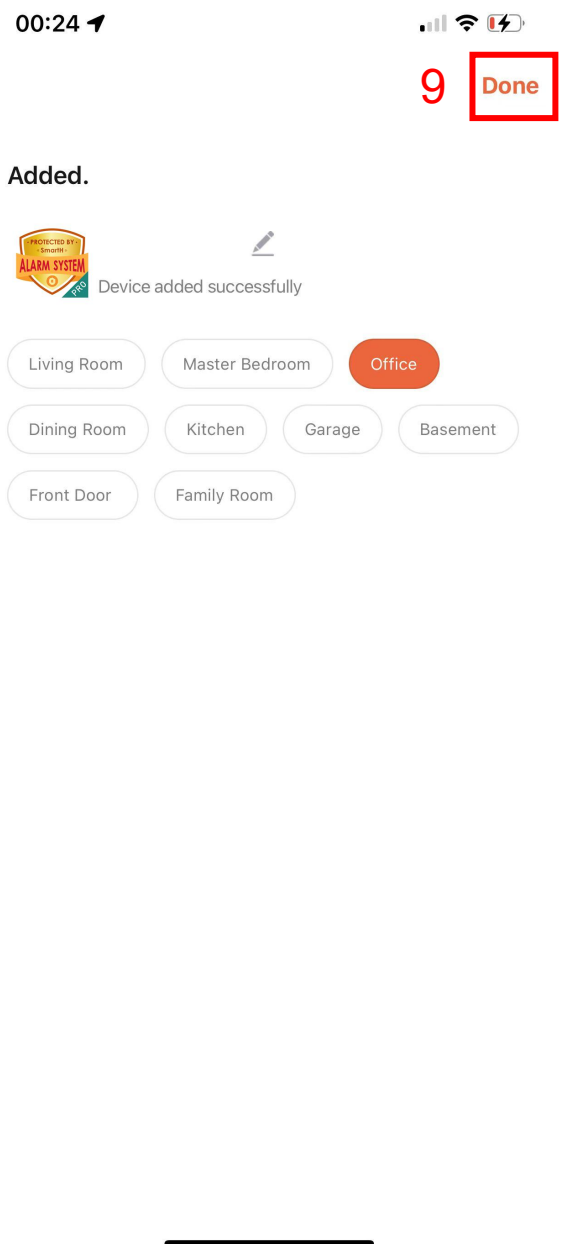 00:24
9 Done
Added.
· PROTECTED BY ·
· SmartH ·
ALARM SYSTEM
PRO
Device added successfully
Living Room Master Bedroom Office
Dining Room Kitchen Garage Basement
Front Door Family Room